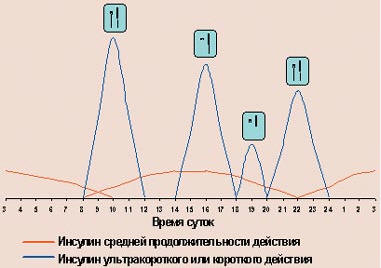 3 4 5 6 7 8 9 10 11 12 13 14 15 16 17 18 19 20 21 22 23 24 1 2 3
Время суток
Инсулин средней продолжительности действия
Инсулин ультракороткого или короткого действия